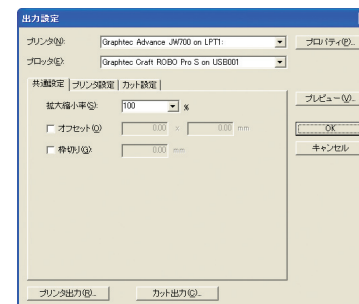 出力設定
プリンタ(N): Graphtec Advance JW700 on LPT1: プロパティ(P)...
プロッタ(E): Graphtec Craft ROBO Pro S on USB001
共通設定 プリンタ設定 カット設定
拡大縮小率(S): 100 % プレビュー(V)...
オフセット(O) 0.00 x 0.00 mm OK
枠切り(G): 0.00 mm キャンセル
プリンタ出力(R)... カット出力(C)...